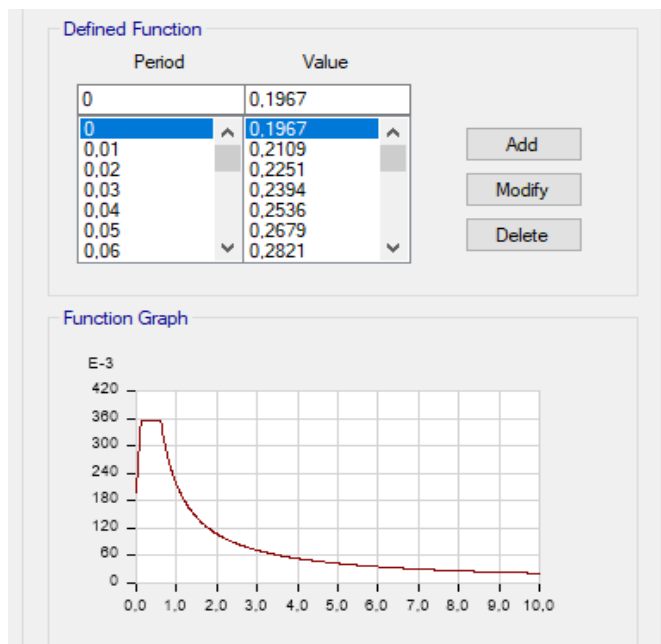 Defined Function
Period Value
0 0,1967
0 0,1967
0,01 0,2109
0,02 0,2251
0,03 0,2394
0,04 0,2536
0,05 0,2679
0,06 0,2821
Add
Modify
Delete
Function Graph
E-3
420
360
300
240
180
120
60
0
0,0 1,0 2,0 3,0 4,0 5,0 6,0 7,0 8,0 9,0 10,0